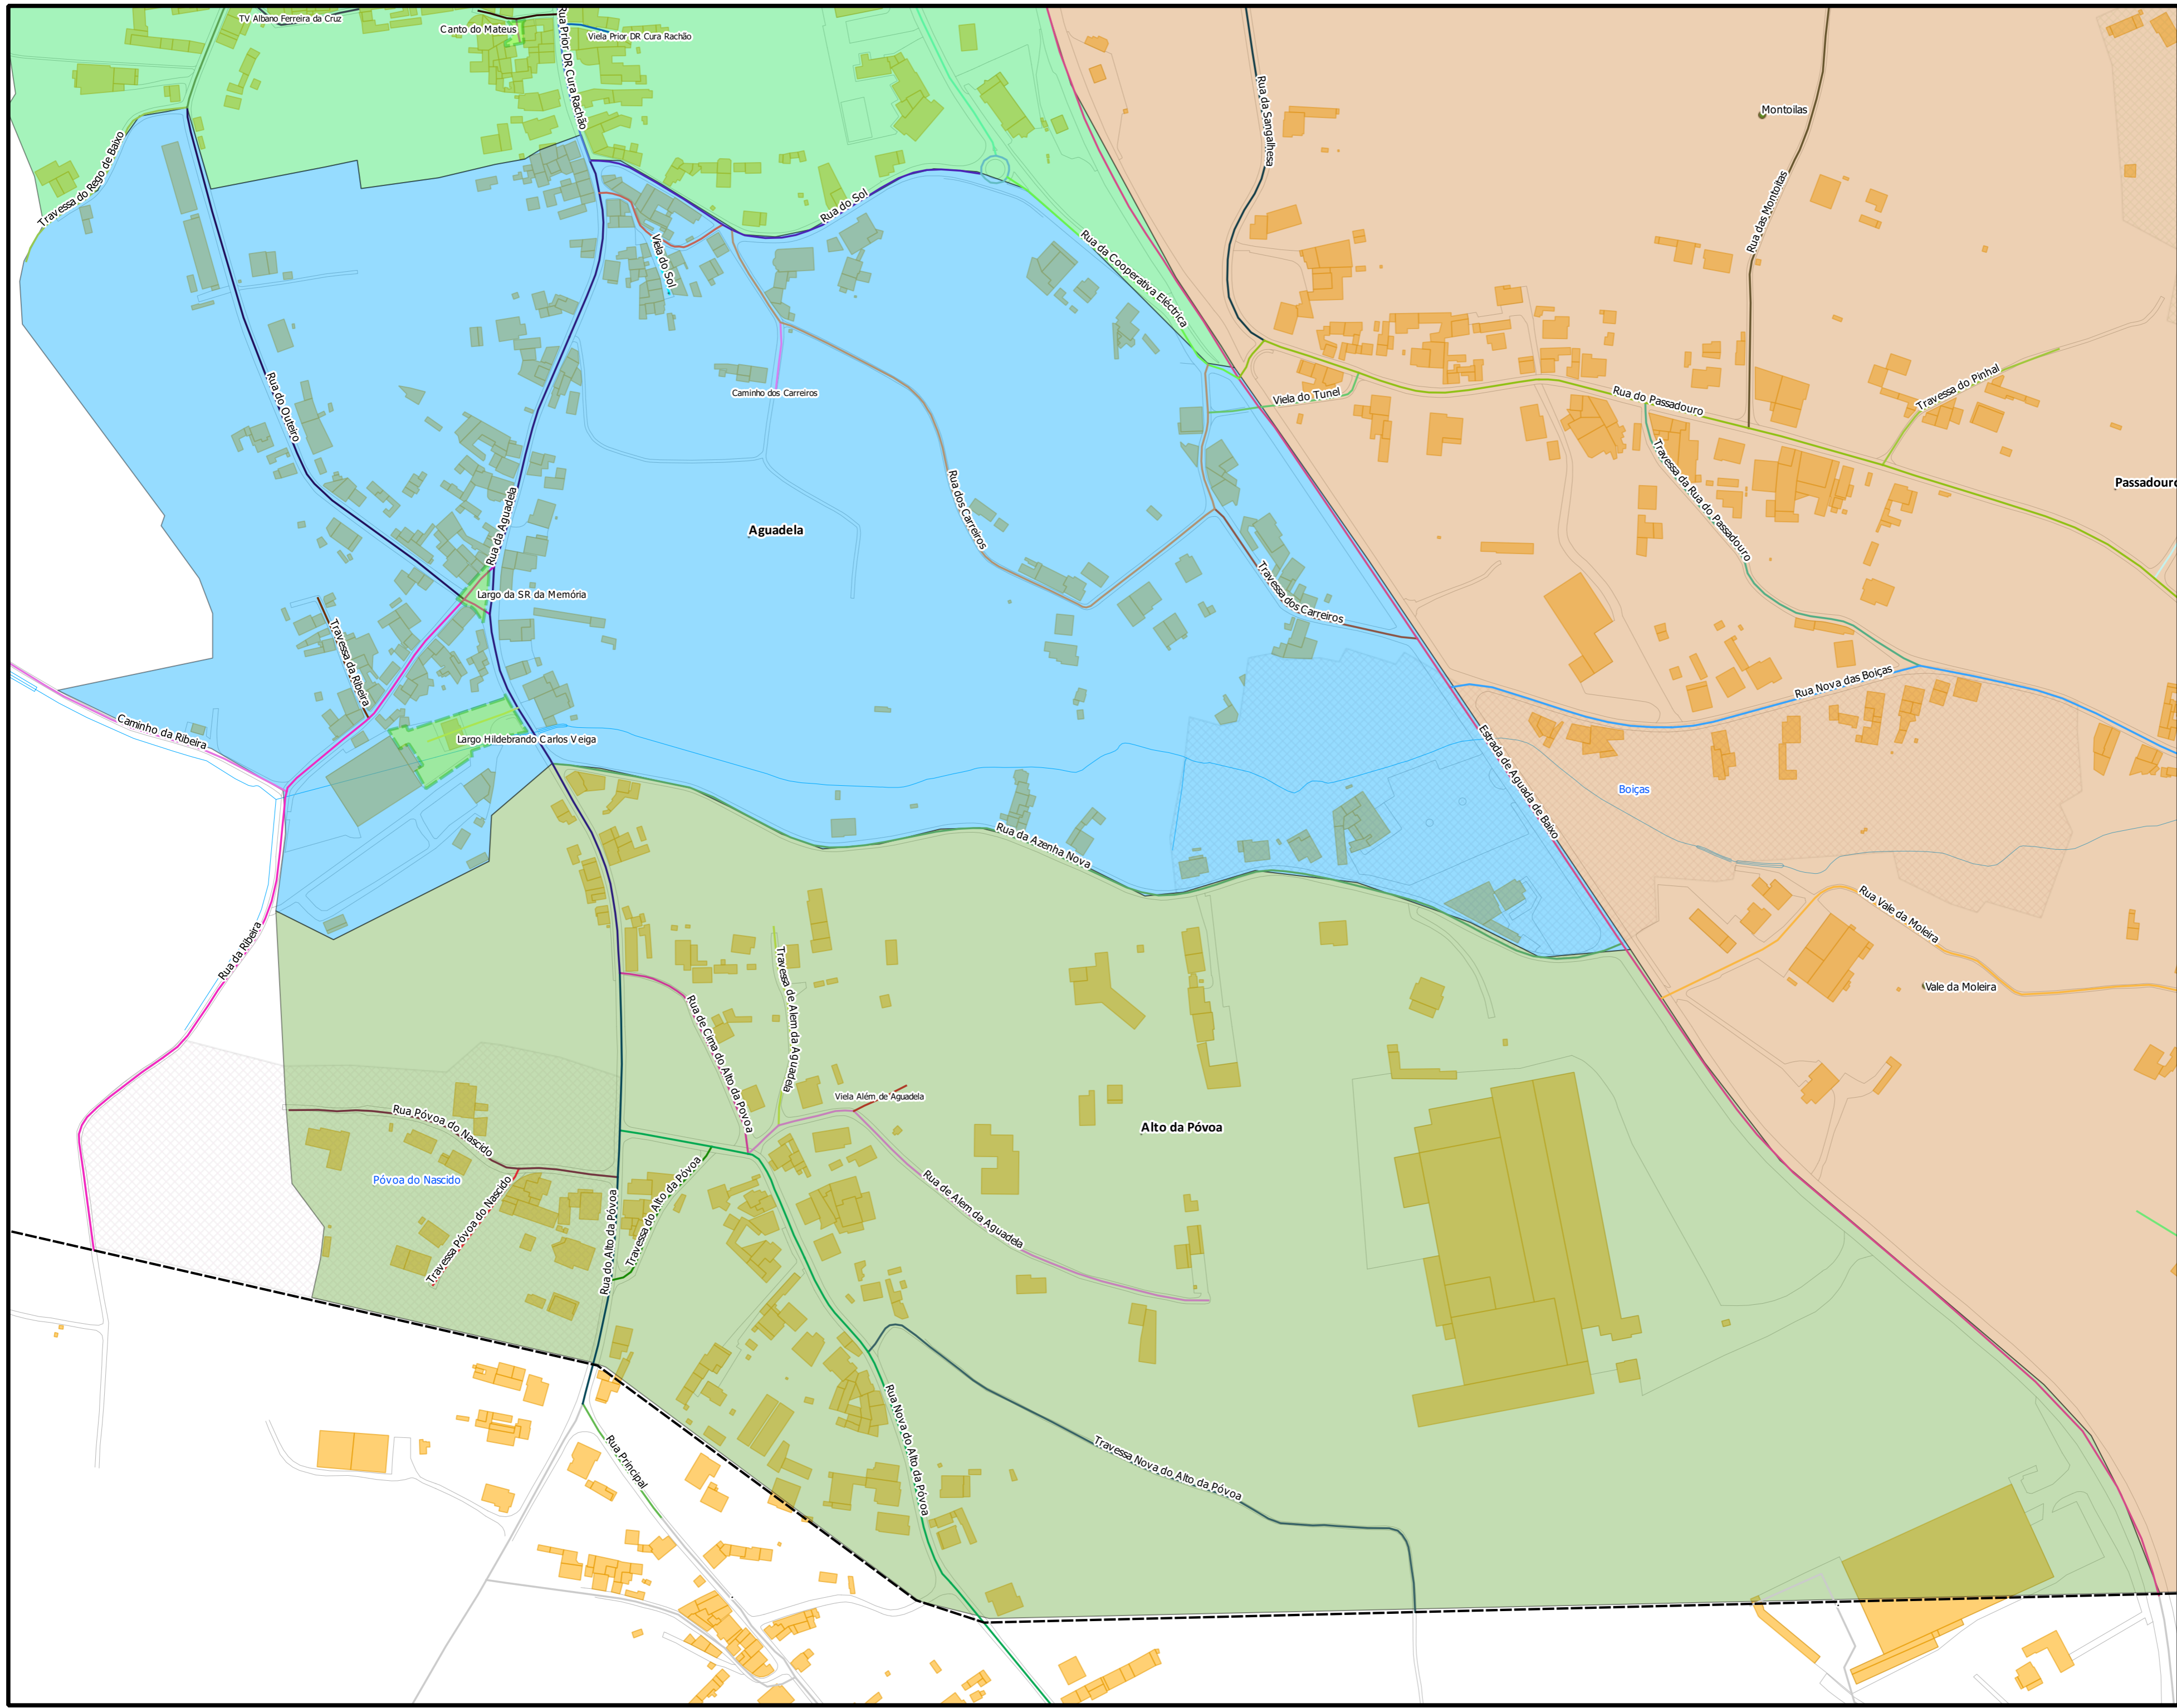 TV Albano Ferreira da Cruz
Canto do Mateus
Rua Prior DR Cura Rachão
Viela Prior DR Cura Rachão
Rua da Sangalhesa
Montoilas
Travessa do Rego de Baixo
Rua do Sol
Viela do Sol
Rua da Cooperativa Eléctrica
Rua das Montoitas
Rua do Outeiro
Caminho dos Carreiros
Viela do Tunel
Rua do Passadouro
Travessa do Pinhal
Travessa da Rua do Passadouro
Passadouro
Rua da Aguadela
Aguadela
Rua dos Carreiros
Travessa dos Carreiros
Largo da SR da Memória
Travessa da Ribeira
Rua Nova das Boiças
Caminho da Ribeira
Largo Hildebrando Carlos Veiga
Estrada de Aguada de Baixo
Boiças
Rua da Azenha Nova
Rua Vale da Moleira
Vale da Moleira
Rua da Ribeira
Travessa de Alem da Aguadela
Rua de Cima do Alto da Povoa
Viela Além de Aguadela
Rua Póvoa do Nascido
Alto da Póvoa
Póvoa do Nascido
Travessa Póvoa do Nascido
Rua do Alto da Póvoa
Travessa do Alto da Póvoa
Rua de Alem da Aguadela
Rua Nova do Alto da Póvoa
Travessa Nova do Alto da Póvoa
Rua Principal